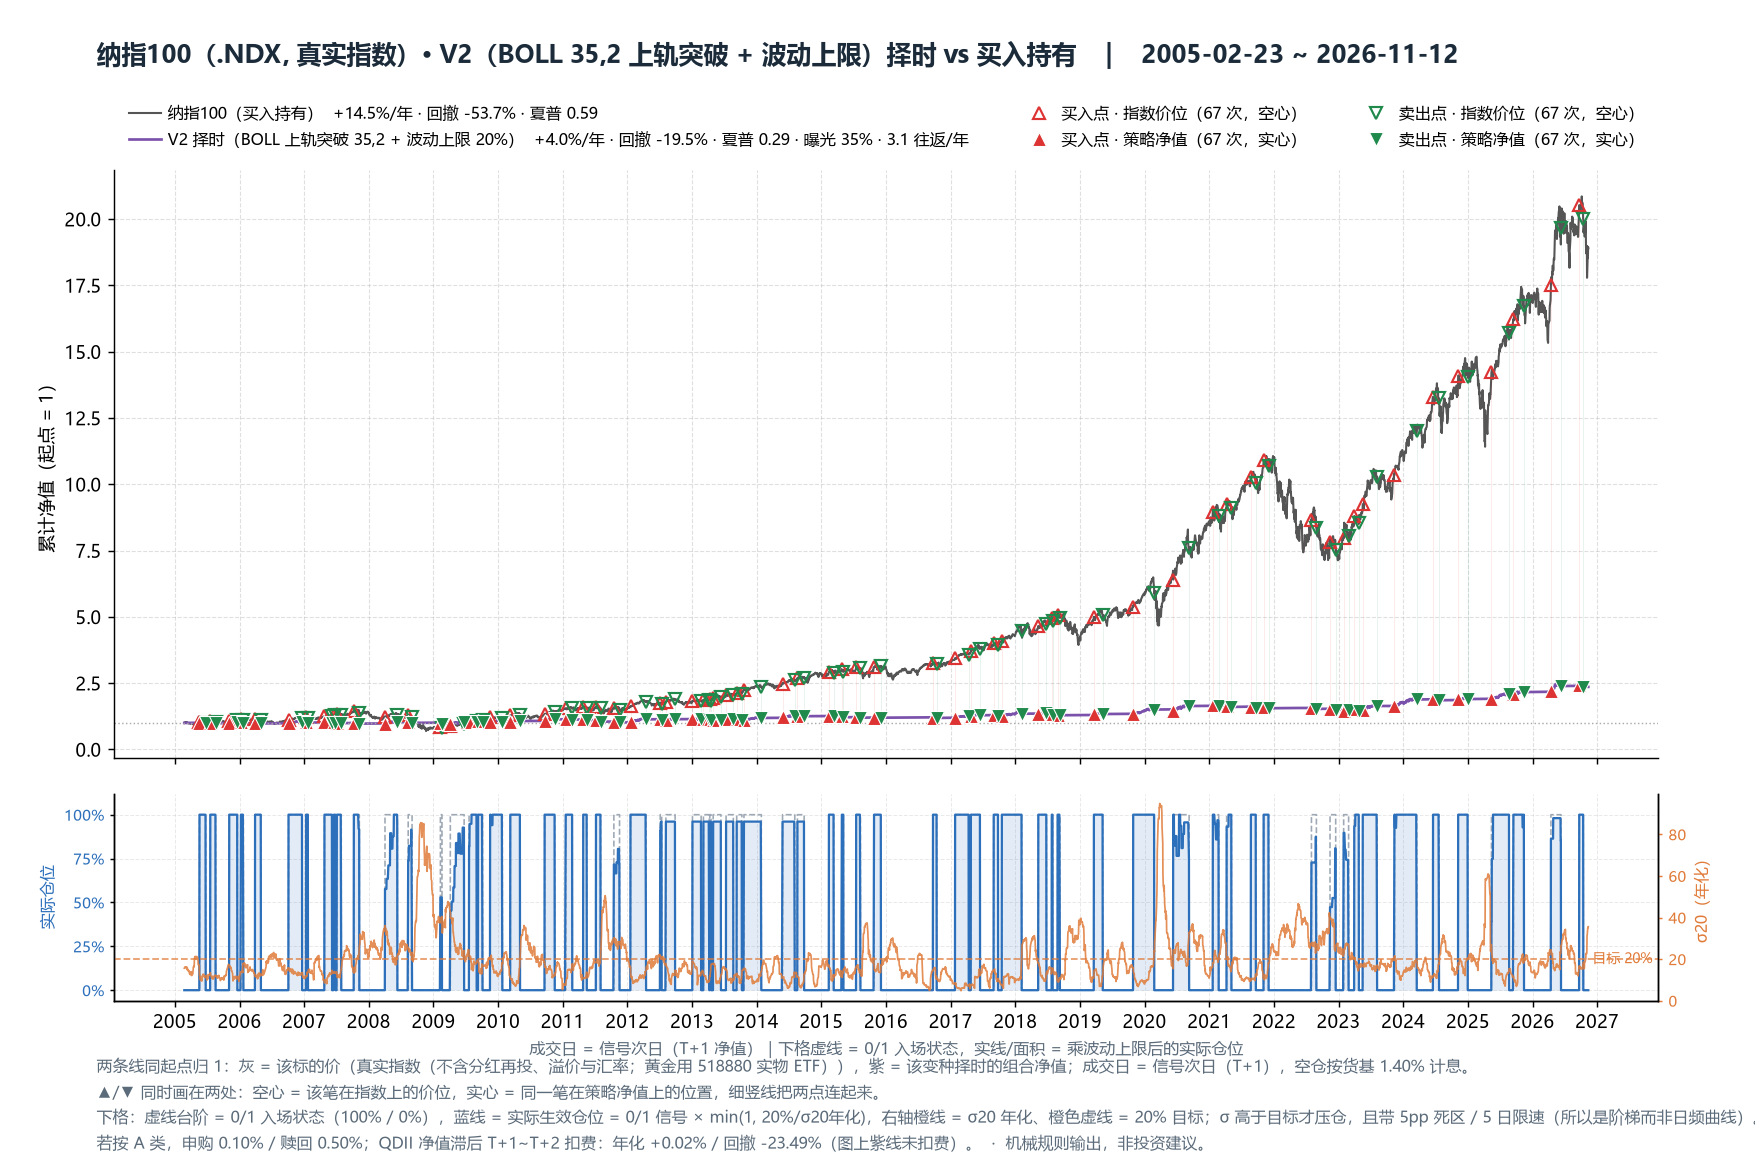 纳指100（.NDX, 真实指数）• V2（BOLL 35,2 上轨突破 + 波动上限）择时 vs 买入持有 | 2005-02-23 ~ 2026-11-12
纳指100（买入持有） +14.5%/年 · 回撤 -53.7% · 夏普 0.59
V2 择时（BOLL 上轨突破 35,2 + 波动上限 20%） +4.0%/年 · 回撤 -19.5% · 夏普 0.29 · 曝光 35% · 3.1 往返/年
买入点 · 指数价位（67 次，空心）
买入点 · 策略净值（67 次，实心）
卖出点 · 指数价位（67 次，空心）
卖出点 · 策略净值（67 次，实心）
累计净值（起点 = 1）
20.0
17.5
15.0
12.5
10.0
7.5
5.0
2.5
0.0
实际仓位
100%
75%
50%
25%
0%
σ20（年化）
80
60
40
20
0
目标 20%
2005 2006 2007 2008 2009 2010 2011 2012 2013 2014 2015 2016 2017 2018 2019 2020 2021 2022 2023 2024 2025 2026 2027
成交日 = 信号次日（T+1 净值）｜下格虚线 = 0/1 入场状态，实线/面积 = 乘波动上限后的实际仓位
两条线同起点归 1：灰 = 该标的价（真实指数（不含分红再投、溢价与汇率；黄金用 518880 实物 ETF）），紫 = 该变种择时的组合净值；成交日 = 信号次日（T+1），空仓按货基 1.40% 计息。
▲/▼ 同时画在两处：空心 = 该笔在指数上的价位，实心 = 同一笔在策略净值上的位置，细竖线把两点连起来。
下格：虚线台阶 = 0/1 入场状态（100% / 0%），蓝线 = 实际生效仓位 = 0/1 信号 × min(1, 20%/σ20年化)，右轴橙线 = σ20 年化、橙色虚线 = 20% 目标；σ 高于目标才压仓，且带 5pp 死区 / 5 日限速（所以是阶梯而非日频曲线）。
若按 A 类，申购 0.10% / 赎回 0.50%；QDII 净值滞后 T+1~T+2 扣费：年化 +0.02% / 回撤 -23.49%（图上紫线未扣费）。 · 机械规则输出，非投资建议。